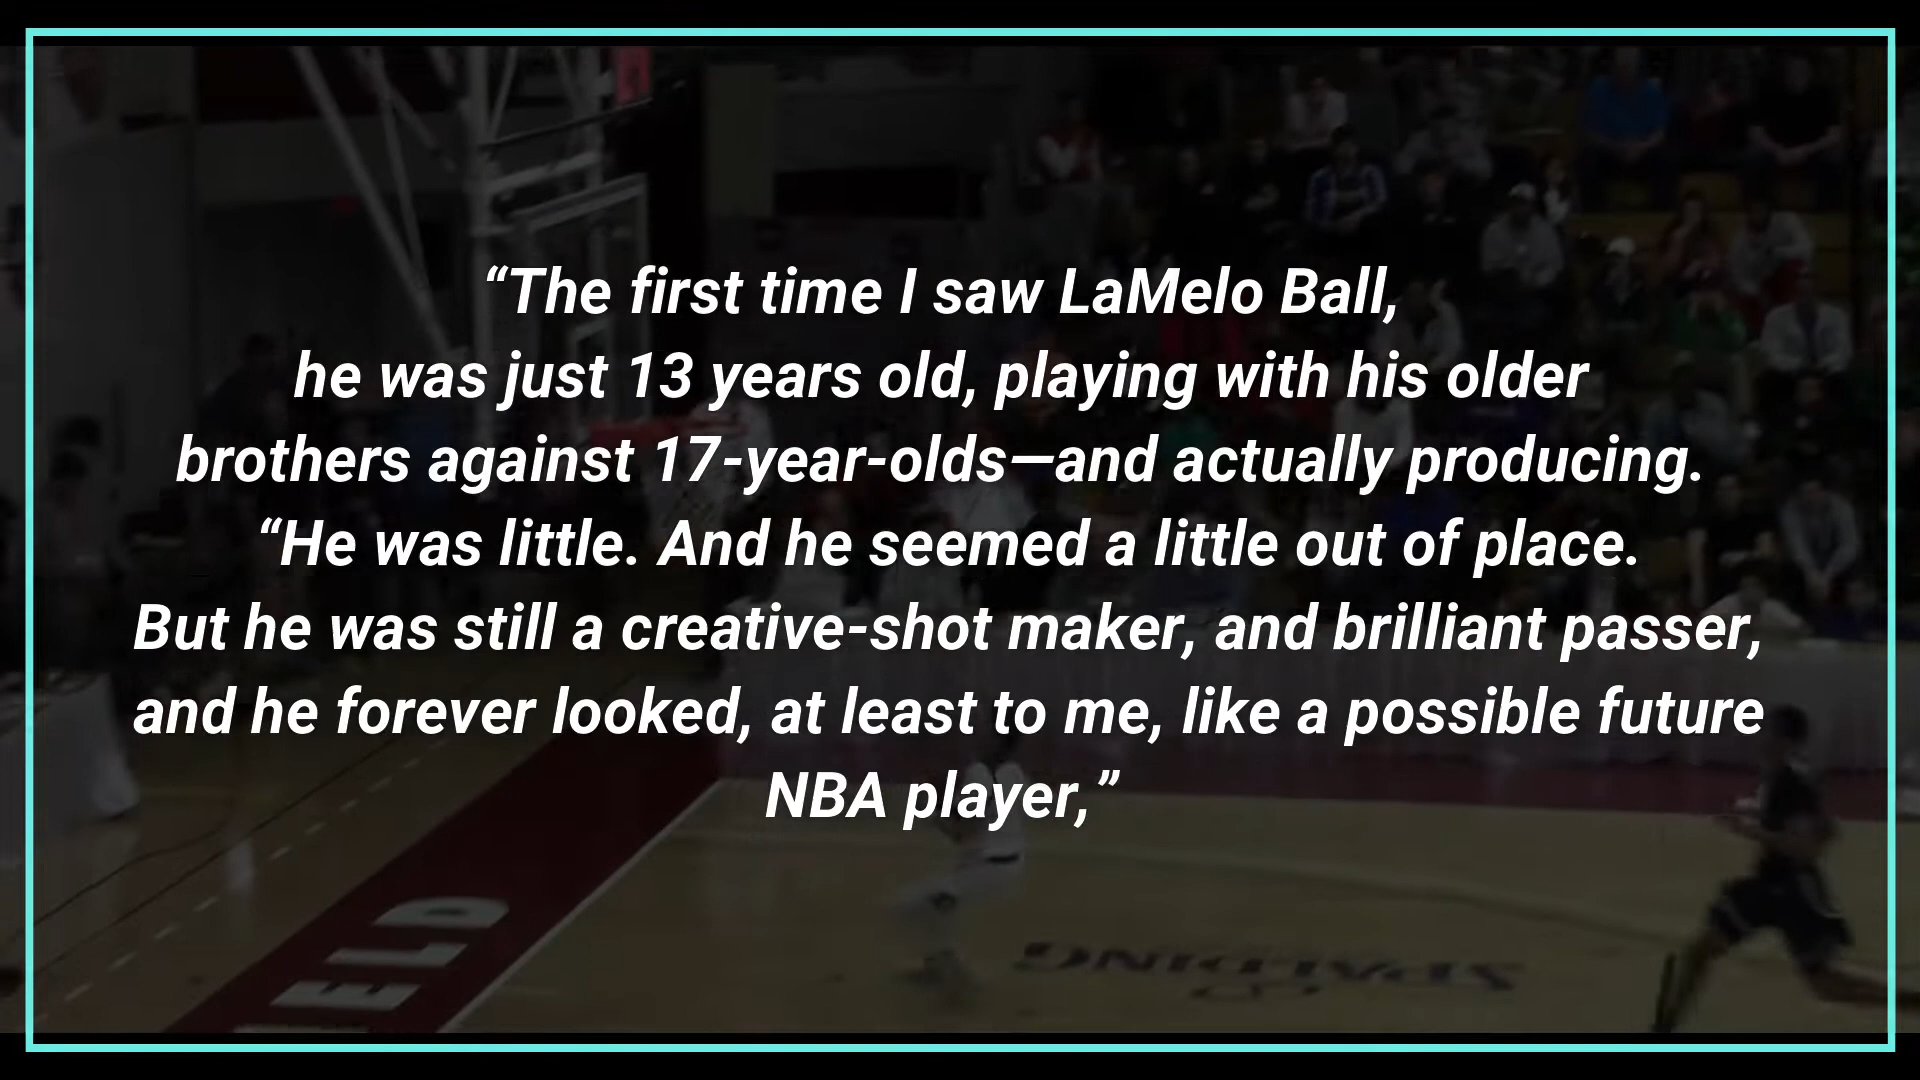 “The first time I saw LaMelo Ball,
he was just 13 years old, playing with his older
brothers against 17-year-olds—and actually producing.
“He was little. And he seemed a little out of place.
But he was still a creative-shot maker, and brilliant passer,
and he forever looked, at least to me, like a possible future
NBA player,”
IELD
SPALDING